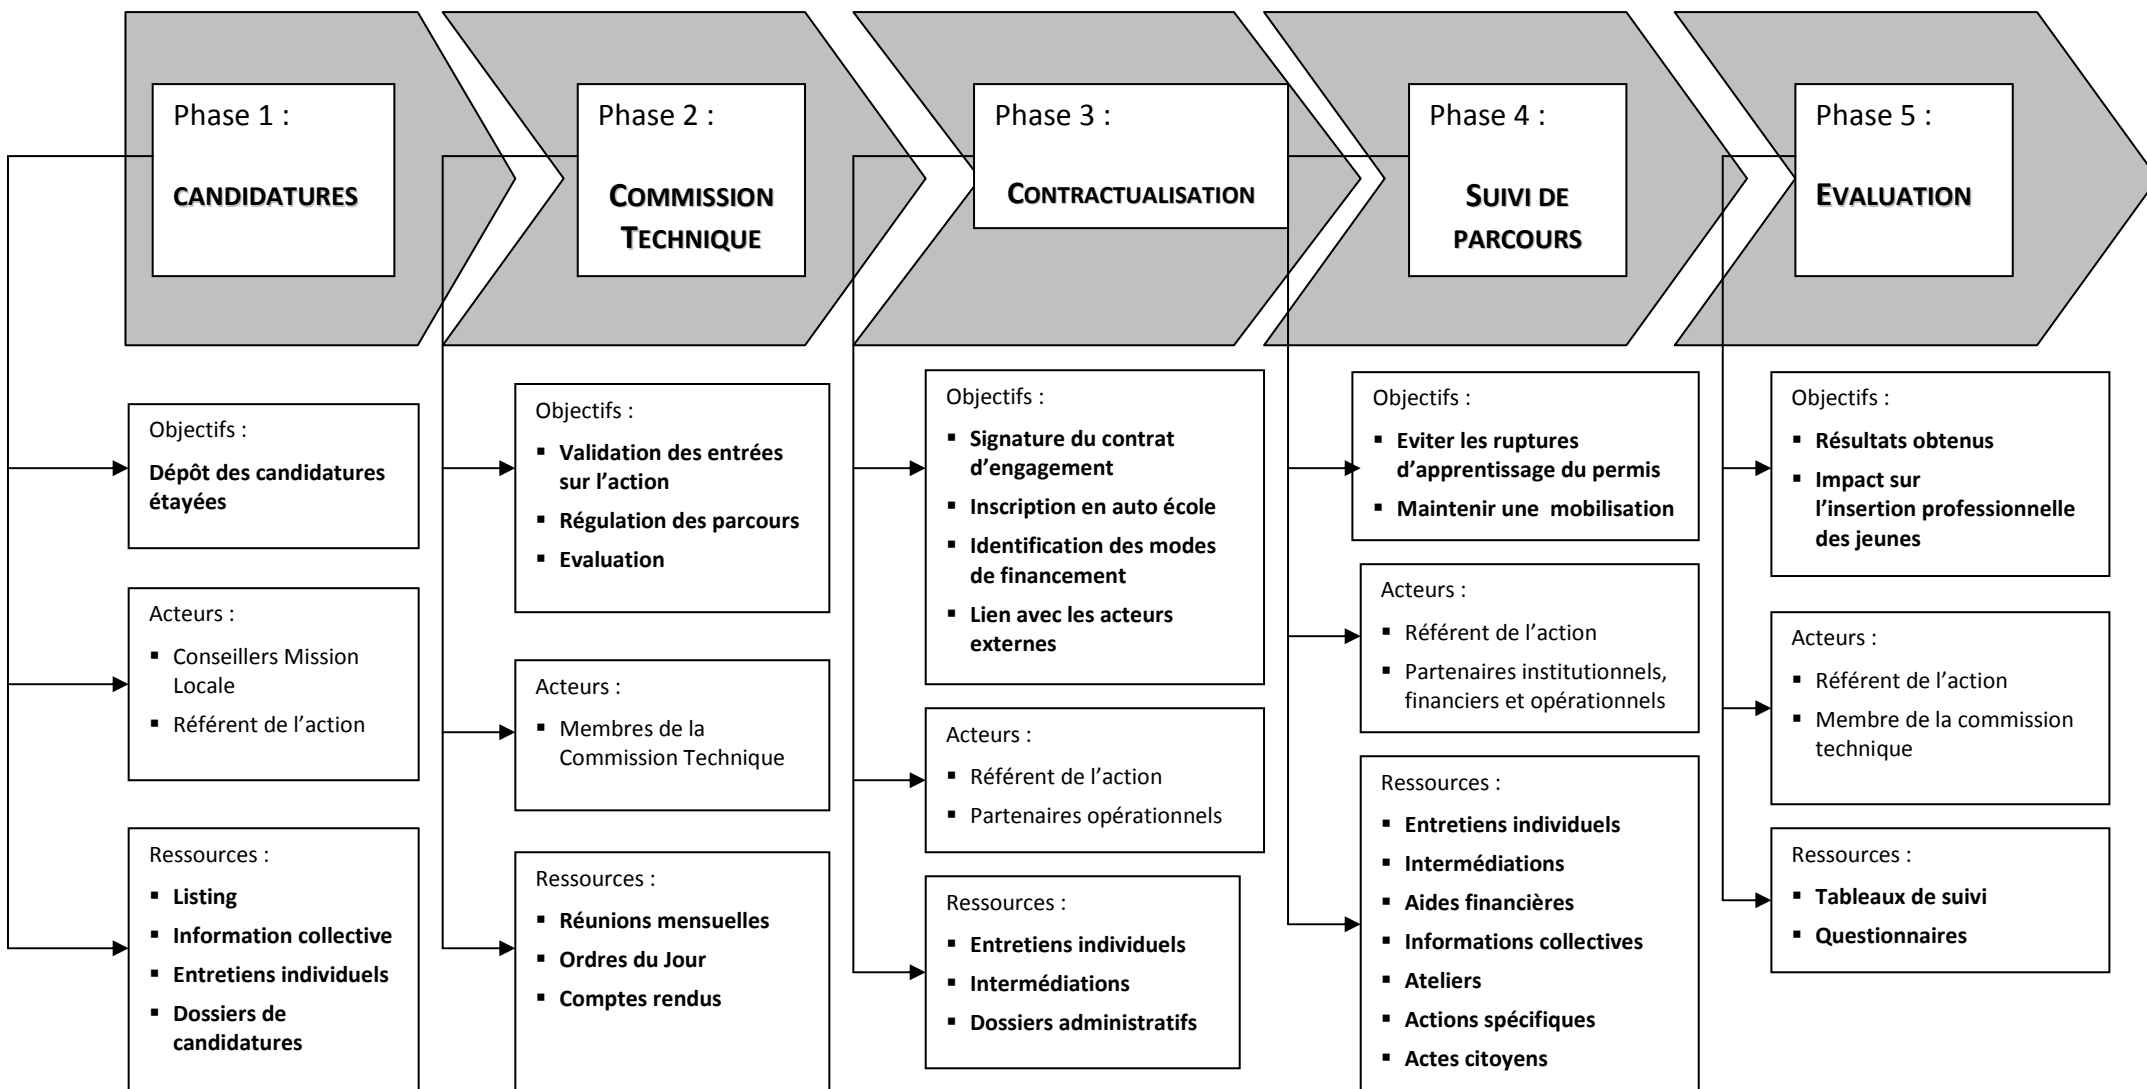 Phase 1 :
CANDIDATURES
Phase 2 :
COMMISSION
TECHNIQUE
Phase 3 :
CONTRACTUALISATION
Phase 4 :
SUIVI DE
PARCOURS
Phase 5 :
EVALUATION
Objectifs :
Dépôt des candidatures
étayées
Acteurs :
▪ Conseillers Mission
Locale
▪ Référent de l’action
Ressources :
▪ Listing
▪ Information collective
▪ Entretiens individuels
▪ Dossiers de
candidatures
Objectifs :
▪ Validation des entrées
sur l’action
▪ Régulation des parcours
▪ Evaluation
Acteurs :
▪ Membres de la
Commission Technique
Ressources :
▪ Réunions mensuelles
▪ Ordres du Jour
▪ Comptes rendus
Objectifs :
▪ Signature du contrat
d’engagement
▪ Inscription en auto école
▪ Identification des modes
de financement
▪ Lien avec les acteurs
externes
Acteurs :
▪ Référent de l’action
▪ Partenaires opérationnels
Ressources :
▪ Entretiens individuels
▪ Intermédiations
▪ Dossiers administratifs
Objectifs :
▪ Eviter les ruptures
d’apprentissage du permis
▪ Maintenir une mobilisation
Acteurs :
▪ Référent de l’action
▪ Partenaires institutionnels,
financiers et opérationnels
Ressources :
▪ Entretiens individuels
▪ Intermédiations
▪ Aides financières
▪ Informations collectives
▪ Ateliers
▪ Actions spécifiques
▪ Actes citoyens
Objectifs :
▪ Résultats obtenus
▪ Impact sur
l’insertion professionnelle
des jeunes
Acteurs :
▪ Référent de l’action
▪ Membre de la commission
technique
Ressources :
▪ Tableaux de suivi
▪ Questionnaires